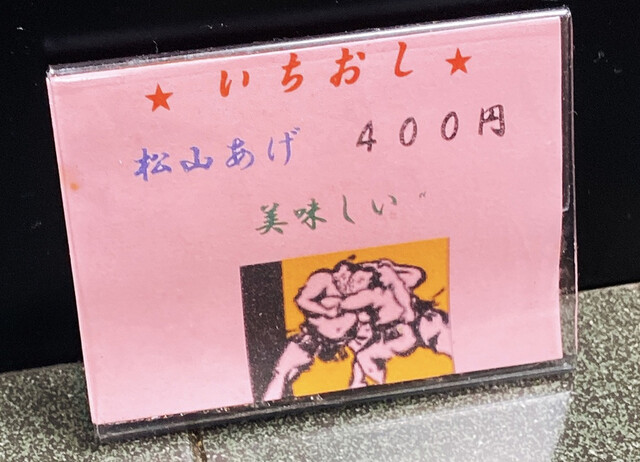 ★ いちおし ★
松山あげ ４００円
美味しい〃